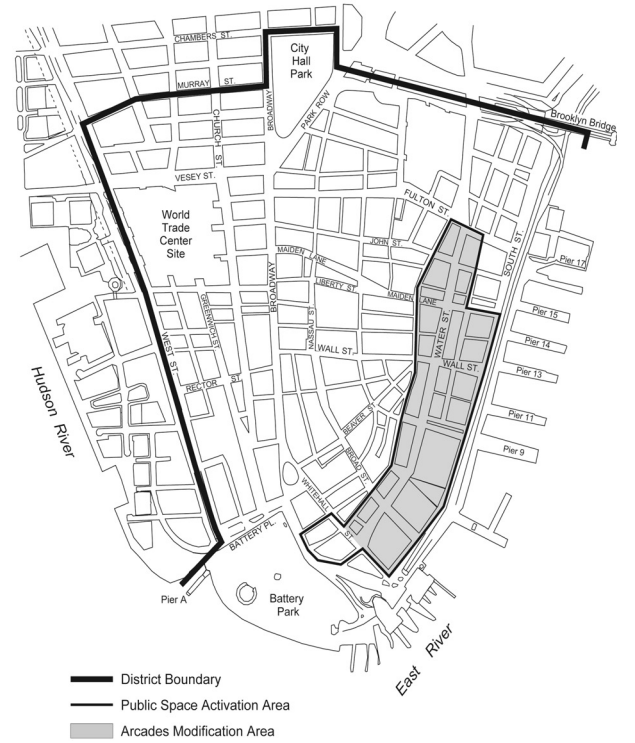 CHAMBERS ST.
City
Hall
Park
MURRAY ST.
BROADWAY
PARK ROW
CHURCH ST.
Brooklyn Bridge
VESEY ST.
FULTON ST
World
Trade
Center
Site
JOHN ST.
SOUTH ST.
MAIDEN LANE
Pier 17
BROADWAY
LIBERTY ST
MAIDEN LANE
GREENWICH ST
NASSAU ST
WATER ST.
Pier 15
WEST ST.
WALL ST.
WALL ST.
Pier 14
RECTOR ST
Pier 13
Hudson River
BEAVER ST
Pier 11
BROAD ST
Pier 9
WHITEHALL ST
BATTERY PL.
Pier A
Battery
Park
East River
District Boundary
Public Space Activation Area
Arcades Modification Area